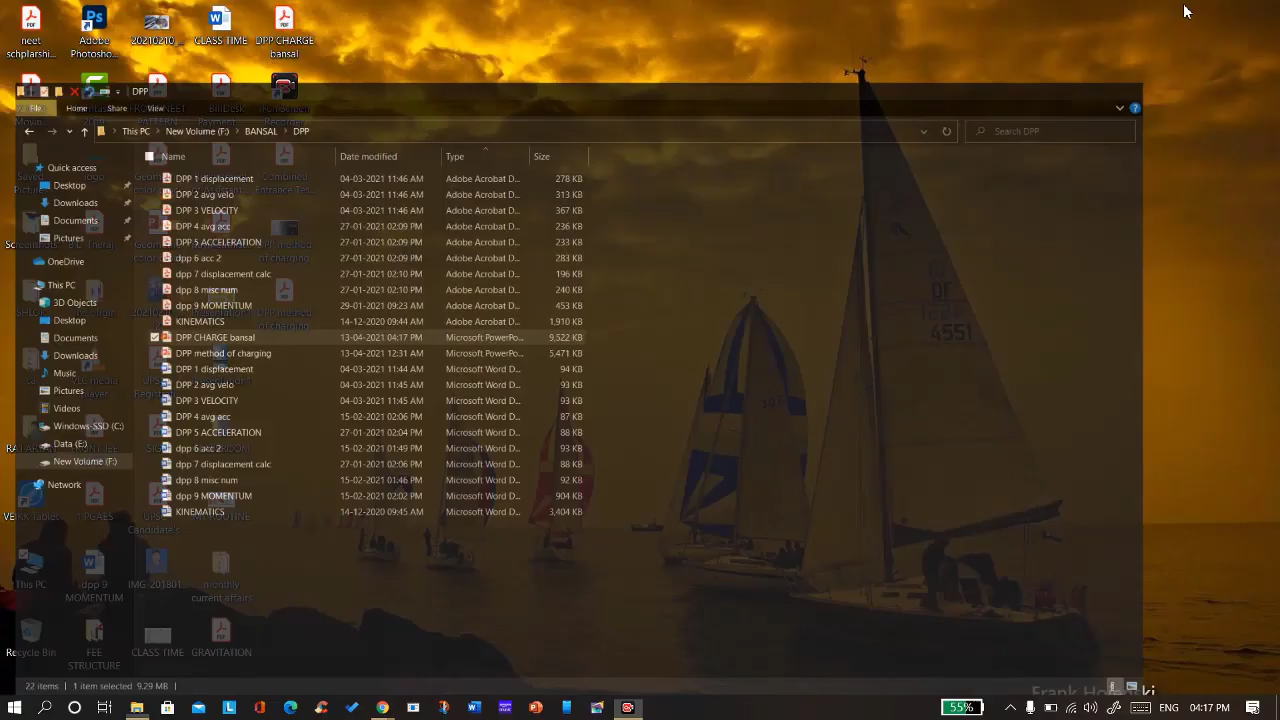 neet
schplarshi...
Adobe
Photosho...
20210210_...
CLASS TIME
DPP CHARGE
bansal
DPP
File
Home
Share
View
This PC
New Volume (F:)
BANSAL
DPP
Search DPP
Name
Date modified
Type
Size
Quick access
Desktop
Downloads
Documents
Pictures
OneDrive
This PC
3D Objects
Desktop
Documents
Downloads
Music
Pictures
Videos
Windows-SSD (C:)
Data (E:)
New Volume (F:)
Network
DPP 1 displacement 04-03-2021 11:46 AM Adobe Acrobat D... 278 KB
DPP 2 avg velo 04-03-2021 11:46 AM Adobe Acrobat D... 313 KB
DPP 3 VELOCITY 04-03-2021 11:46 AM Adobe Acrobat D... 367 KB
DPP 4 avg acc 27-01-2021 02:09 PM Adobe Acrobat D... 236 KB
DPP 5 ACCELERATION 27-01-2021 02:09 PM Adobe Acrobat D... 233 KB
dpp 6 acc 2 27-01-2021 02:09 PM Adobe Acrobat D... 283 KB
dpp 7 displacement calc 27-01-2021 02:10 PM Adobe Acrobat D... 196 KB
dpp 8 misc num 27-01-2021 02:10 PM Adobe Acrobat D... 240 KB
dpp 9 MOMENTUM 29-01-2021 09:23 AM Adobe Acrobat D... 453 KB
KINEMATICS 14-12-2020 09:44 AM Adobe Acrobat D... 1,910 KB
DPP CHARGE bansal 13-04-2021 04:17 PM Microsoft PowerPo... 9,522 KB
DPP method of charging 13-04-2021 12:31 AM Microsoft PowerPo... 5,471 KB
DPP 1 displacement 04-03-2021 11:44 AM Microsoft Word D... 94 KB
DPP 2 avg velo 04-03-2021 11:45 AM Microsoft Word D... 93 KB
DPP 3 VELOCITY 04-03-2021 11:45 AM Microsoft Word D... 93 KB
DPP 4 avg acc 15-02-2021 02:06 PM Microsoft Word D... 87 KB
DPP 5 ACCELERATION 27-01-2021 02:04 PM Microsoft Word D... 88 KB
dpp 6 acc 2 15-02-2021 01:49 PM Microsoft Word D... 93 KB
dpp 7 displacement calc 27-01-2021 02:06 PM Microsoft Word D... 88 KB
dpp 8 misc num 15-02-2021 01:46 PM Microsoft Word D... 92 KB
dpp 9 MOMENTUM 15-02-2021 02:02 PM Microsoft Word D... 904 KB
KINEMATICS 14-12-2020 09:45 AM Microsoft Word D... 3,404 KB
DPP method
of charging
4551
VEIKK Tablet
1 PGAES
This PC
dpp 9
MOMENTUM
IMG-201801...
monthly
current affairs
Recycle Bin
FEE
STRUCTURE
CLASS TIME
GRAVITATION
22 items
1 item selected 9.29 MB
55%
ENG
04:17 PM